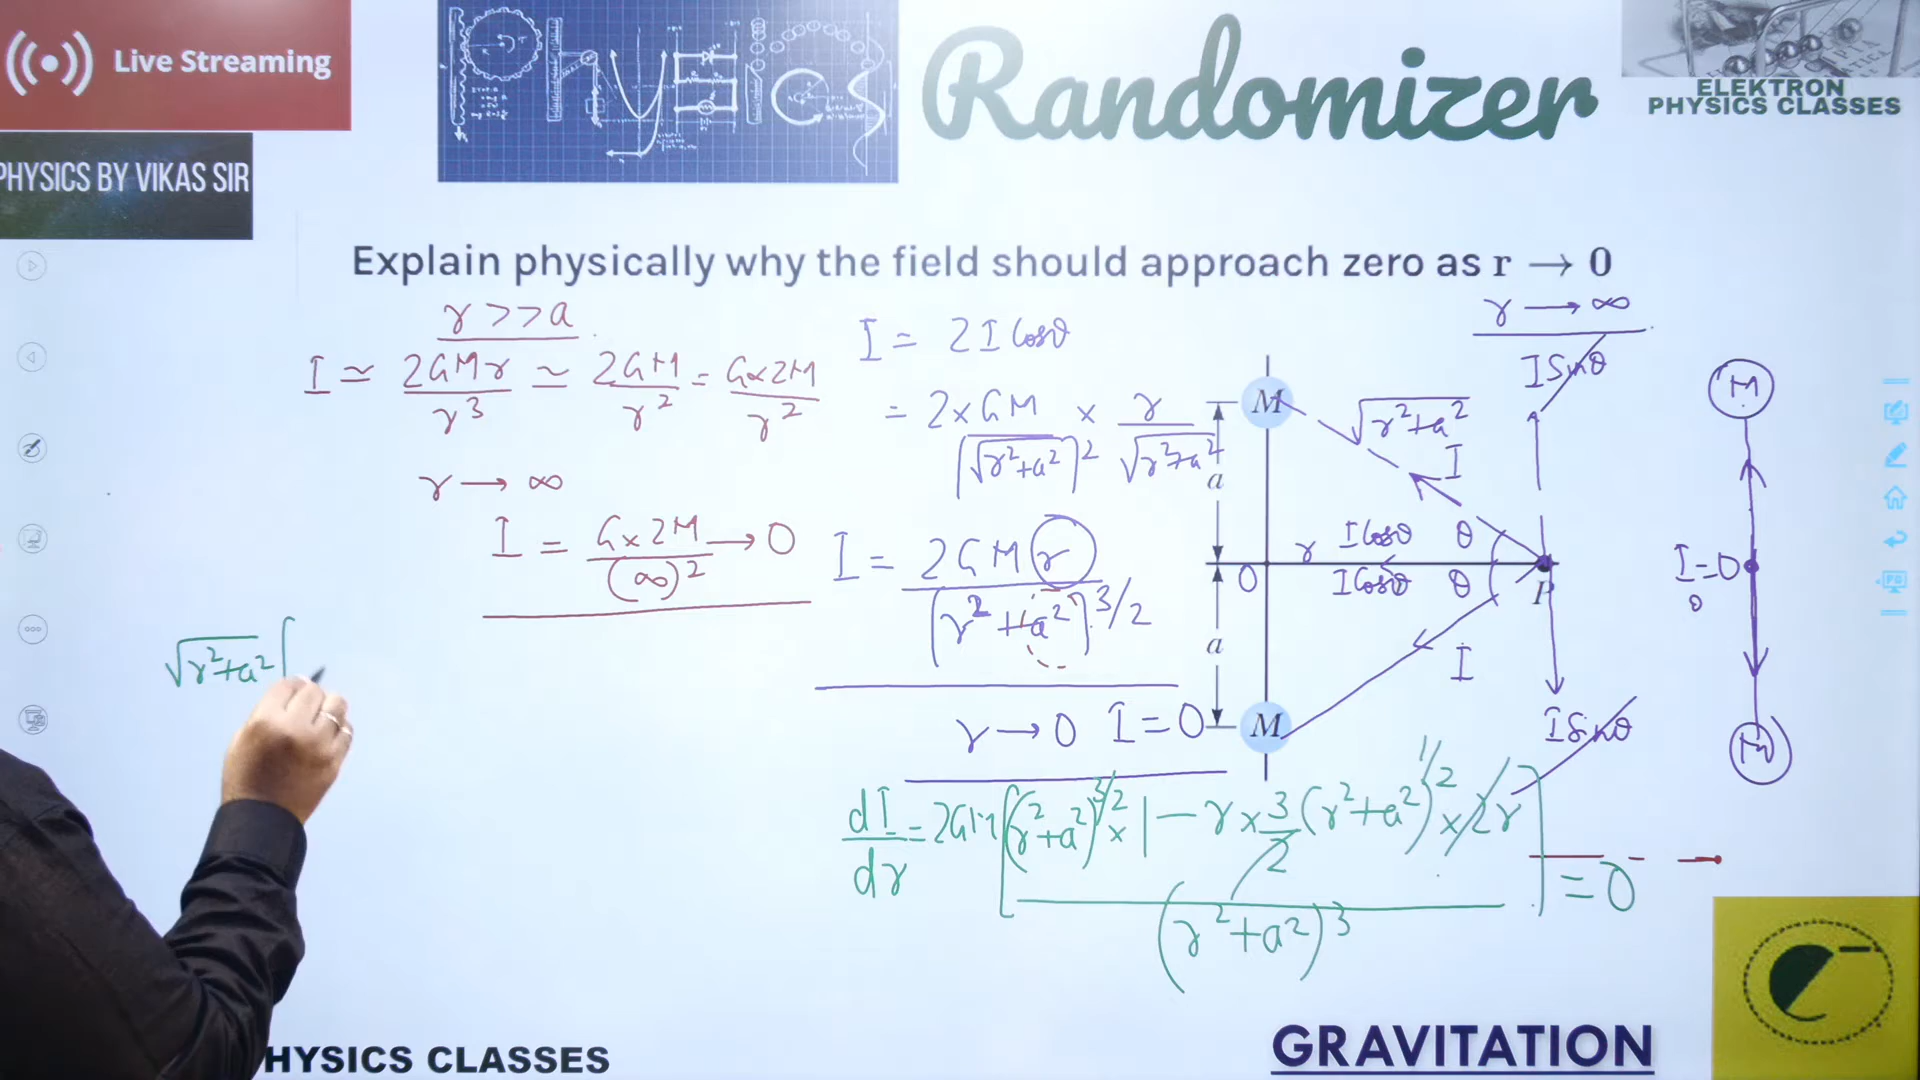 Live Streaming
PHYSICS BY VIKAS SIR
PHYSICS
Randomizer
ELEKTRON
PHYSICS CLASSES
Explain physically why the field should approach zero as r → 0
r >> a
I ≃ 2GMr/r³ ≃ 2GM/r² = G×2M/r²
r → ∞
I = G×2M/(∞)² → 0
√r²+a² [
I = 2I Cosθ
= 2×GM/[√r²+a²]² × r/√r²+a²
I = 2GMr/[r²+a²]^3/2
r → 0 I = 0
dI/dr = 2GM[(r²+a²)^3/2 × 1 − r × 3/2 (r²+a²)^1/2 × 2r]/(r²+a²)³ = 0
r → ∞
I Sinθ
M
√r²+a²
I
a
I Cosθ
θ
r
O
I Cosθ
θ
P
a
I
M
I Sinθ
M
I=0
M
HYSICS CLASSES
GRAVITATION